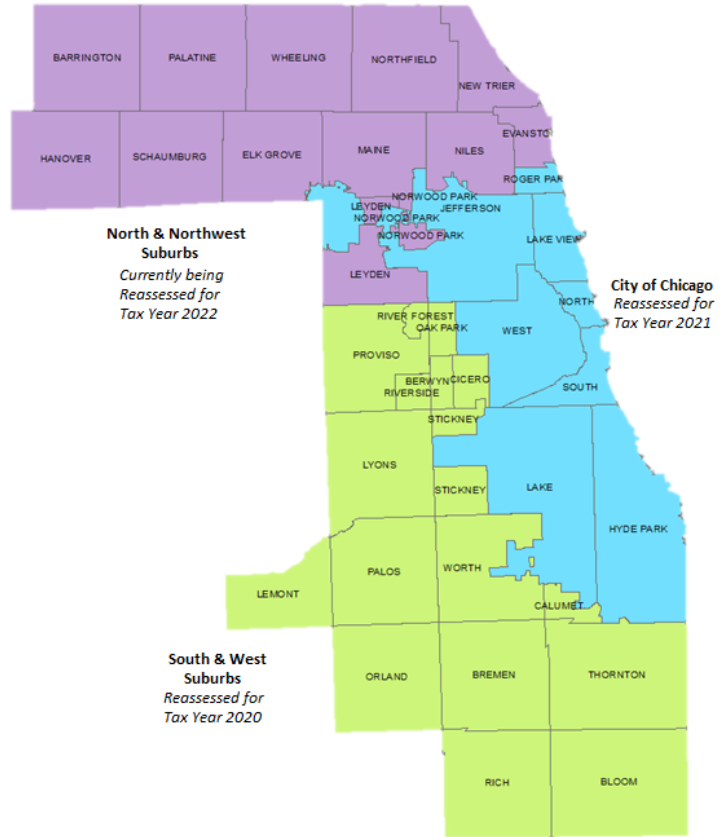 BARRINGTON
PALATINE
WHEELING
NORTHFIELD
NEW TRIER
HANOVER
SCHAUMBURG
ELK GROVE
MAINE
NILES
EVANSTO
ROGER PAR
NORWOOD PARK
LEYDEN
JEFFERSON
NORWOOD PARK
NORWOOD PARK
LAKE VIEW
LEYDEN
North & Northwest
Suburbs
Currently being
Reassessed for
Tax Year 2022
City of Chicago
Reassessed for
Tax Year 2021
NORTH
RIVER FOREST
OAK PARK
WEST
PROVISO
BERWYN
CICERO
RIVERSIDE
SOUTH
STICKNEY
LYONS
STICKNEY
LAKE
HYDE PARK
PALOS
WORTH
LEMONT
CALUMET
South & West
Suburbs
Reassessed for
Tax Year 2020
ORLAND
BREMEN
THORNTON
RICH
BLOOM